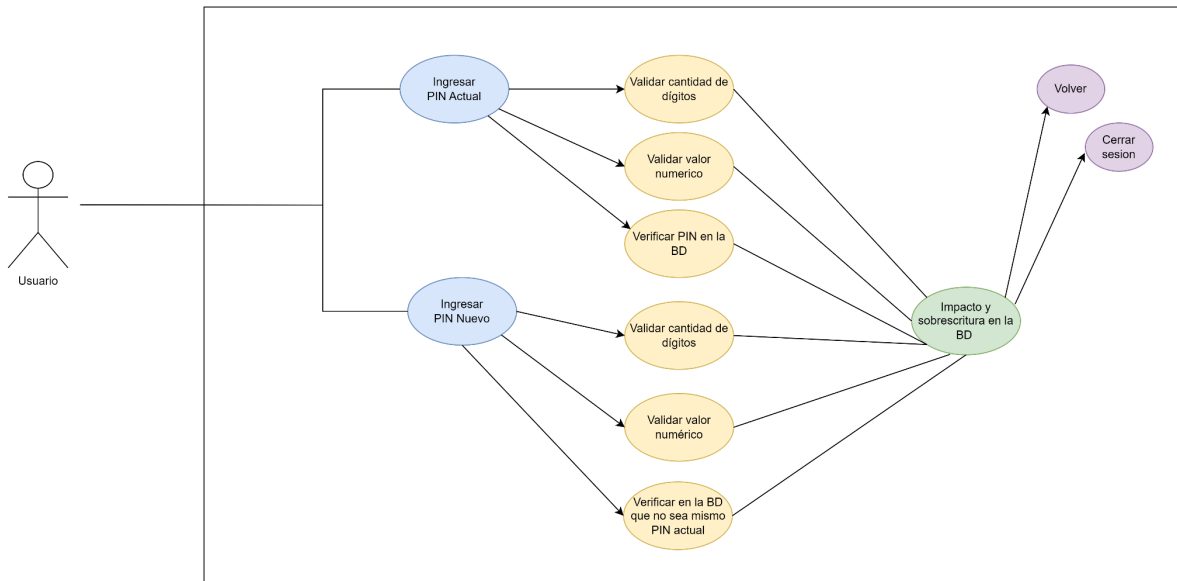 Ingresar
PIN Actual
Validar cantidad de
dígitos
Volver
Cerrar
sesion
Validar valor
numerico
Verificar PIN en la
BD
Usuario
Ingresar
PIN Nuevo
Validar cantidad de
dígitos
Impacto y
sobrescritura en la
BD
Validar valor
numérico
Verificar en la BD
que no sea mismo
PIN actual